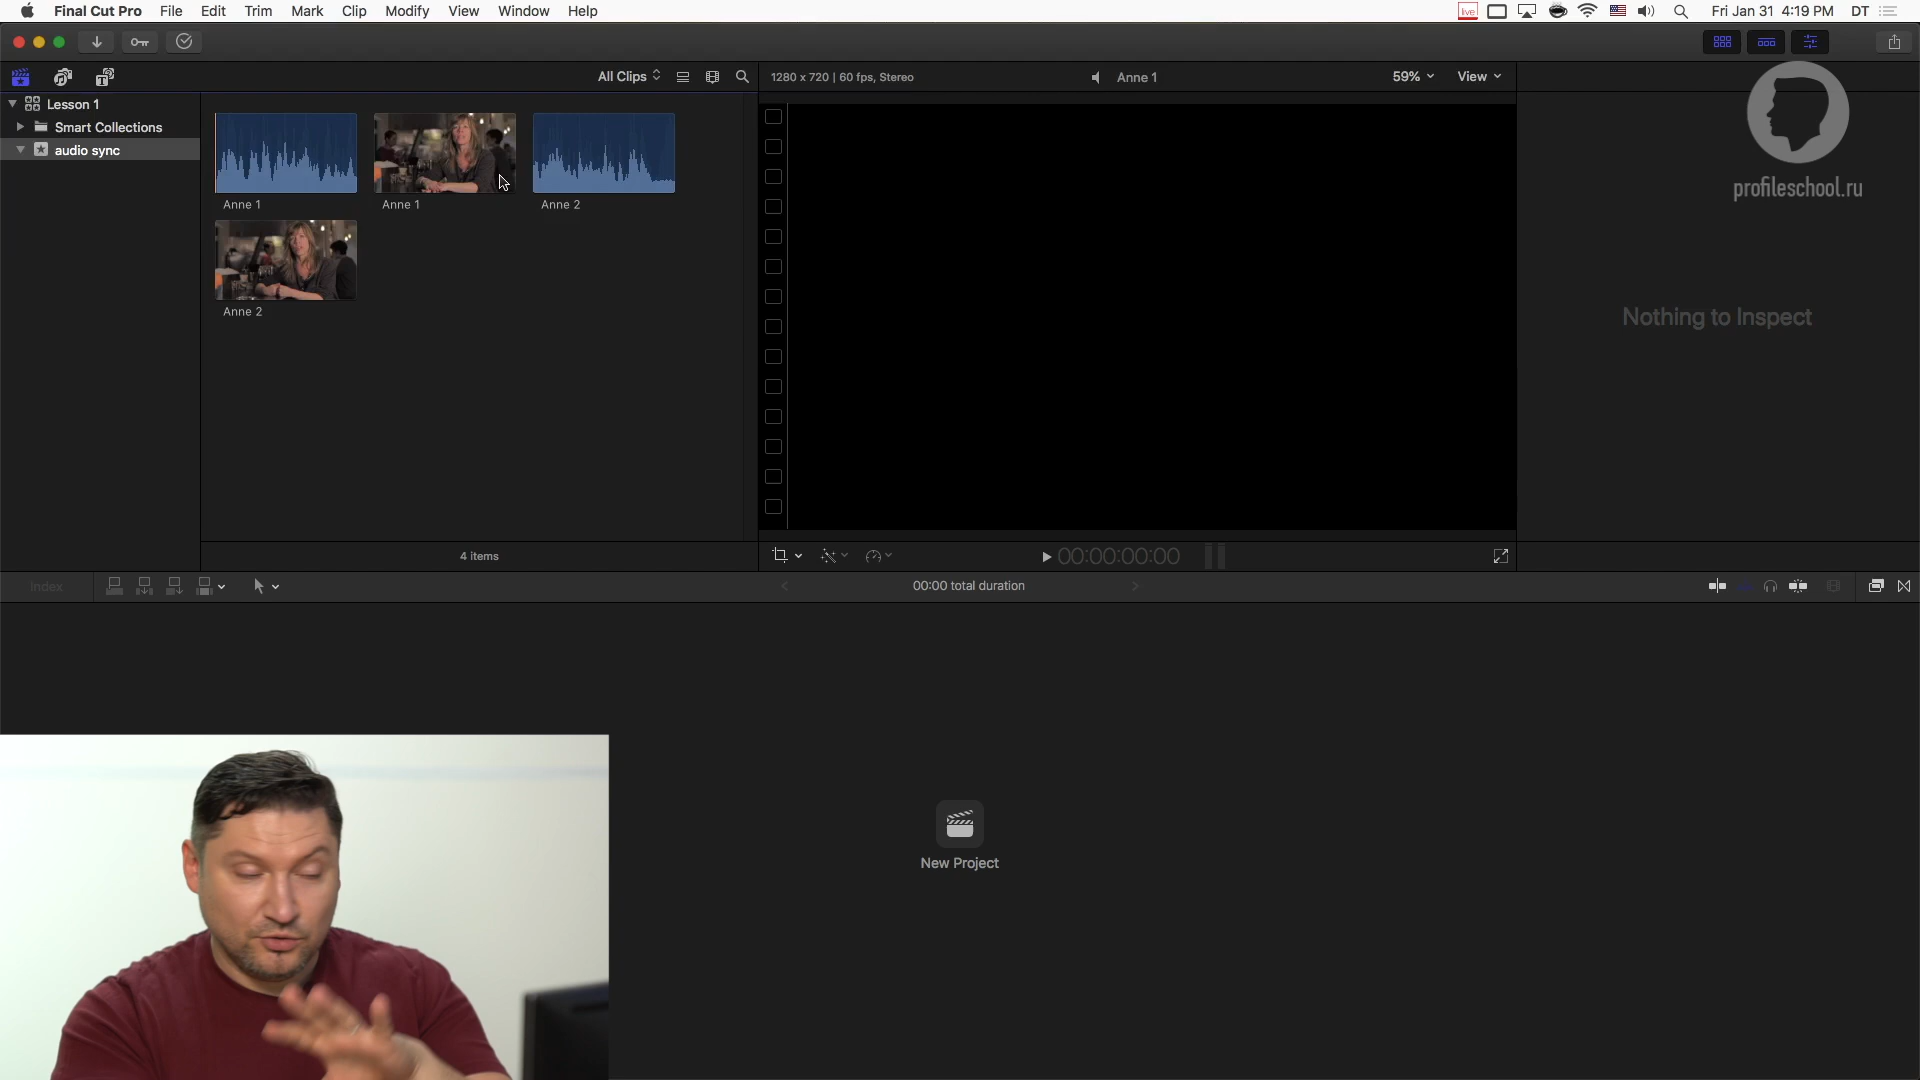 Final Cut Pro File Edit Trim Mark Clip Modify View Window Help live Fri Jan 31 4:19 PM DT
All Clips 1280 x 720 | 60 fps, Stereo Anne 1 59% View
Lesson 1
Smart Collections
audio sync
Anne 1 Anne 1 Anne 2
Anne 2
profileschool.ru
Nothing to Inspect
4 items 00:00:00:00
Index 00:00 total duration
New Project